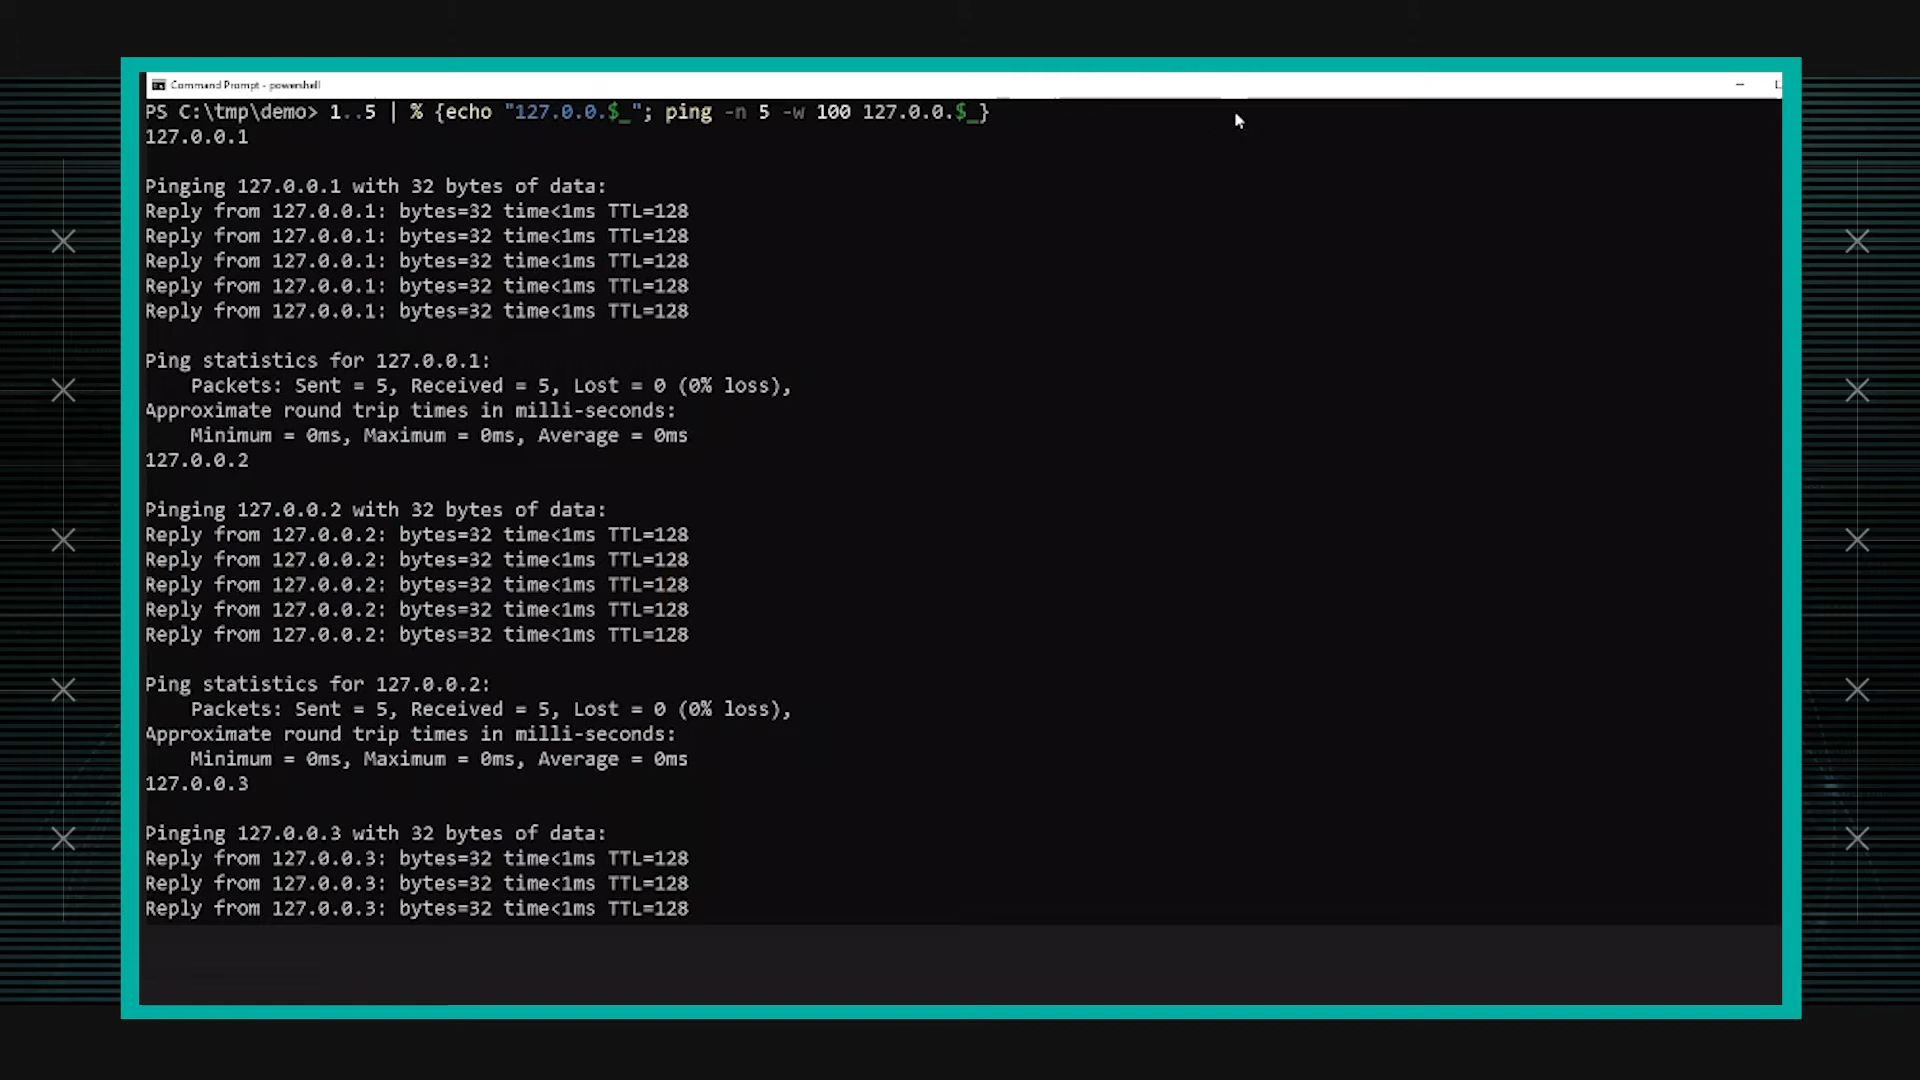 Command Prompt - powershell
PS C:\tmp\demo> 1..5 | % {echo "127.0.0.$_"; ping -n 5 -w 100 127.0.0.$_}
127.0.0.1
Pinging 127.0.0.1 with 32 bytes of data:
Reply from 127.0.0.1: bytes=32 time<1ms TTL=128
Reply from 127.0.0.1: bytes=32 time<1ms TTL=128
Reply from 127.0.0.1: bytes=32 time<1ms TTL=128
Reply from 127.0.0.1: bytes=32 time<1ms TTL=128
Reply from 127.0.0.1: bytes=32 time<1ms TTL=128
Ping statistics for 127.0.0.1:
Packets: Sent = 5, Received = 5, Lost = 0 (0% loss),
Approximate round trip times in milli-seconds:
Minimum = 0ms, Maximum = 0ms, Average = 0ms
127.0.0.2
Pinging 127.0.0.2 with 32 bytes of data:
Reply from 127.0.0.2: bytes=32 time<1ms TTL=128
Reply from 127.0.0.2: bytes=32 time<1ms TTL=128
Reply from 127.0.0.2: bytes=32 time<1ms TTL=128
Reply from 127.0.0.2: bytes=32 time<1ms TTL=128
Reply from 127.0.0.2: bytes=32 time<1ms TTL=128
Ping statistics for 127.0.0.2:
Packets: Sent = 5, Received = 5, Lost = 0 (0% loss),
Approximate round trip times in milli-seconds:
Minimum = 0ms, Maximum = 0ms, Average = 0ms
127.0.0.3
Pinging 127.0.0.3 with 32 bytes of data:
Reply from 127.0.0.3: bytes=32 time<1ms TTL=128
Reply from 127.0.0.3: bytes=32 time<1ms TTL=128
Reply from 127.0.0.3: bytes=32 time<1ms TTL=128